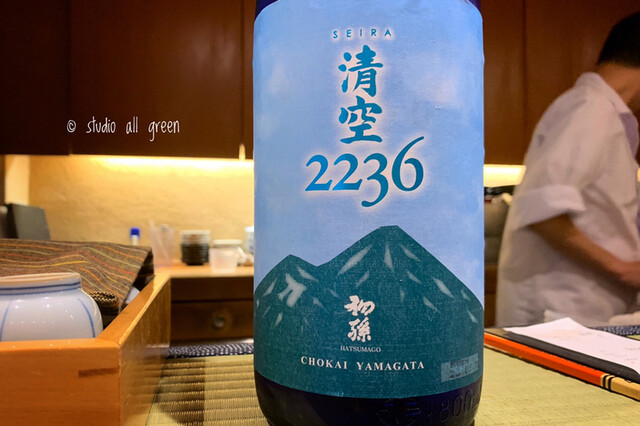 SEIRA
清空
2236
© studio all green
初孫
HATSUMAGO
CHOKAI YAMAGATA